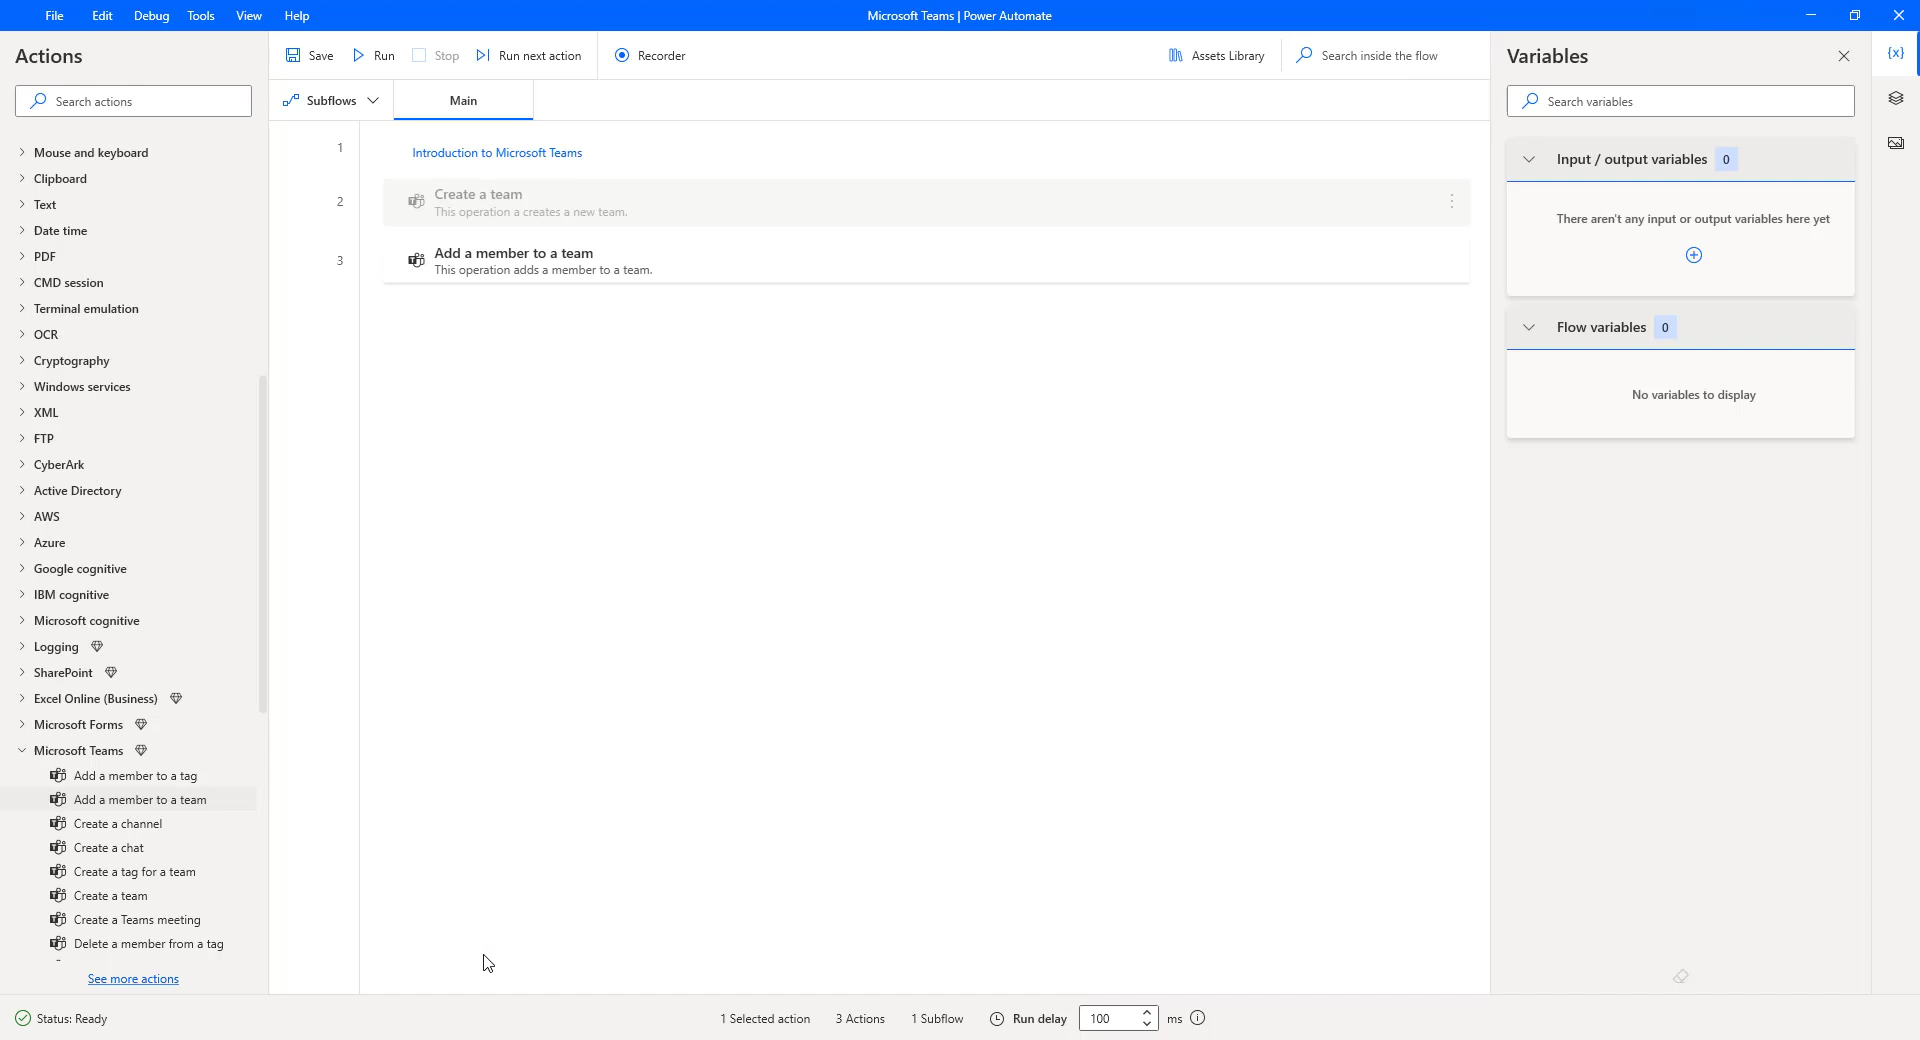 File Edit Debug Tools View Help
Microsoft Teams | Power Automate
Actions
Search actions
Mouse and keyboard
Clipboard
Text
Date time
PDF
CMD session
Terminal emulation
OCR
Cryptography
Windows services
XML
FTP
CyberArk
Active Directory
AWS
Azure
Google cognitive
IBM cognitive
Microsoft cognitive
Logging
SharePoint
Excel Online (Business)
Microsoft Forms
Microsoft Teams
Add a member to a tag
Add a member to a team
Create a channel
Create a chat
Create a tag for a team
Create a team
Create a Teams meeting
Delete a member from a tag
See more actions
Save Run Stop Run next action Recorder Assets Library Search inside the flow
Subflows Main
1 Introduction to Microsoft Teams
2 Create a team
This operation a creates a new team.
3 Add a member to a team
This operation adds a member to a team.
Variables
{x}
Search variables
Input / output variables 0
There aren't any input or output variables here yet
Flow variables 0
No variables to display
Status: Ready 1 Selected action 3 Actions 1 Subflow Run delay 100 ms